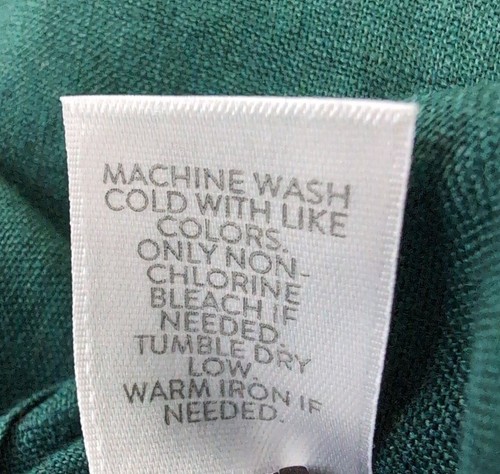 MACHINE WASH
COLD WITH LIKE
COLORS.
ONLY NON-
CHLORINE
BLEACH IF
NEEDED.
TUMBLE DRY
LOW.
WARM IRON IF
NEEDED.